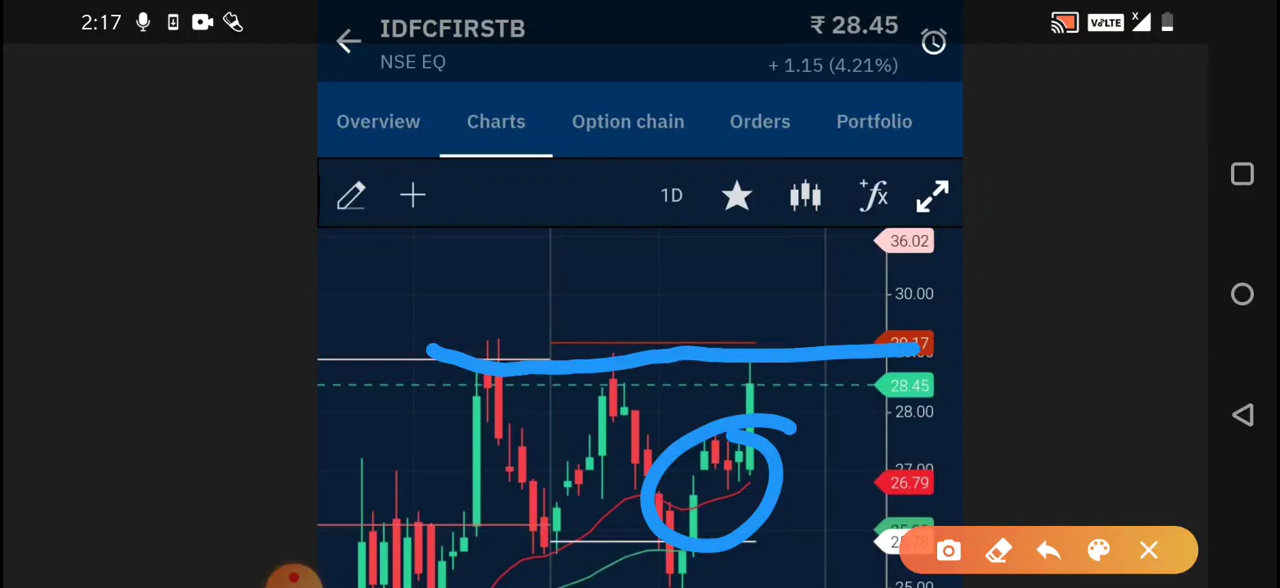 2:17
VoLTE
X
IDFCFIRSTB
₹ 28.45
NSE EQ
+ 1.15 (4.21%)
Overview
Charts
Option chain
Orders
Portfolio
1D
+fx
36.02
30.00
28.45
28.00
27.00
26.79
25.00